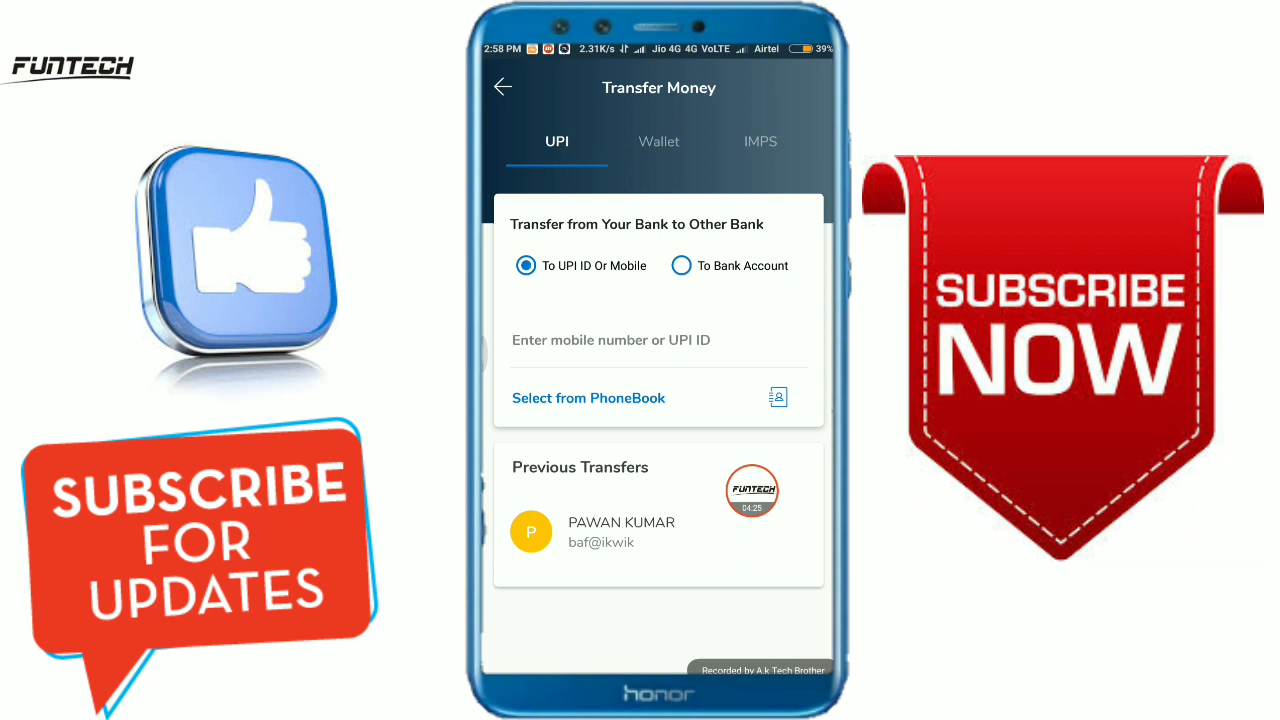 FUNTECH
2:58 PM 2.31K/s Jio 4G 4G VoLTE Airtel 39%
Transfer Money
UPI Wallet IMPS
Transfer from Your Bank to Other Bank
To UPI ID Or Mobile To Bank Account
Enter mobile number or UPI ID
Select from PhoneBook
Previous Transfers
FUNTECH
04:25
P
PAWAN KUMAR
baf@ikwik
Recorded by A.k Tech Brother
honor
SUBSCRIBE
FOR
UPDATES
SUBSCRIBE
NOW